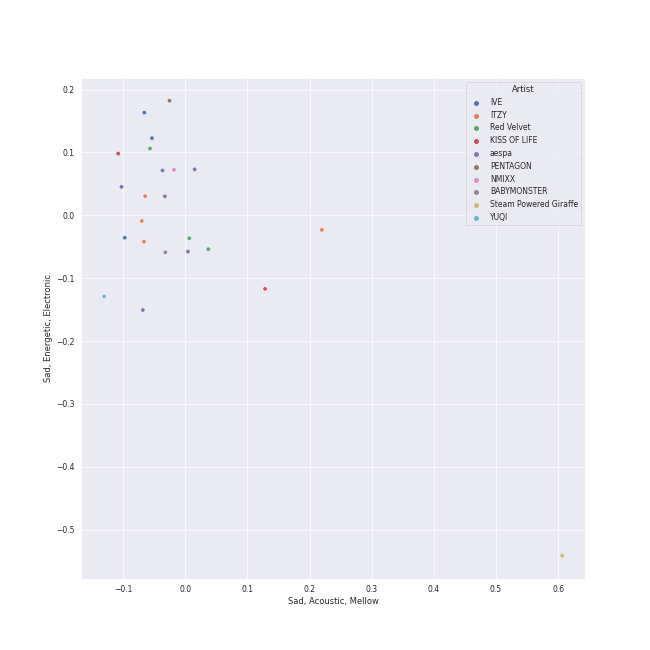 Artist
IVE
ITZY
Red Velvet
KISS OF LIFE
aespa
PENTAGON
NMIXX
BABYMONSTER
Steam Powered Giraffe
YUQI
0.2
0.1
0.0
−0.1
−0.2
−0.3
−0.4
−0.5
Sad, Energetic, Electronic
−0.1 0.0 0.1 0.2 0.3 0.4 0.5 0.6
Sad, Acoustic, Mellow